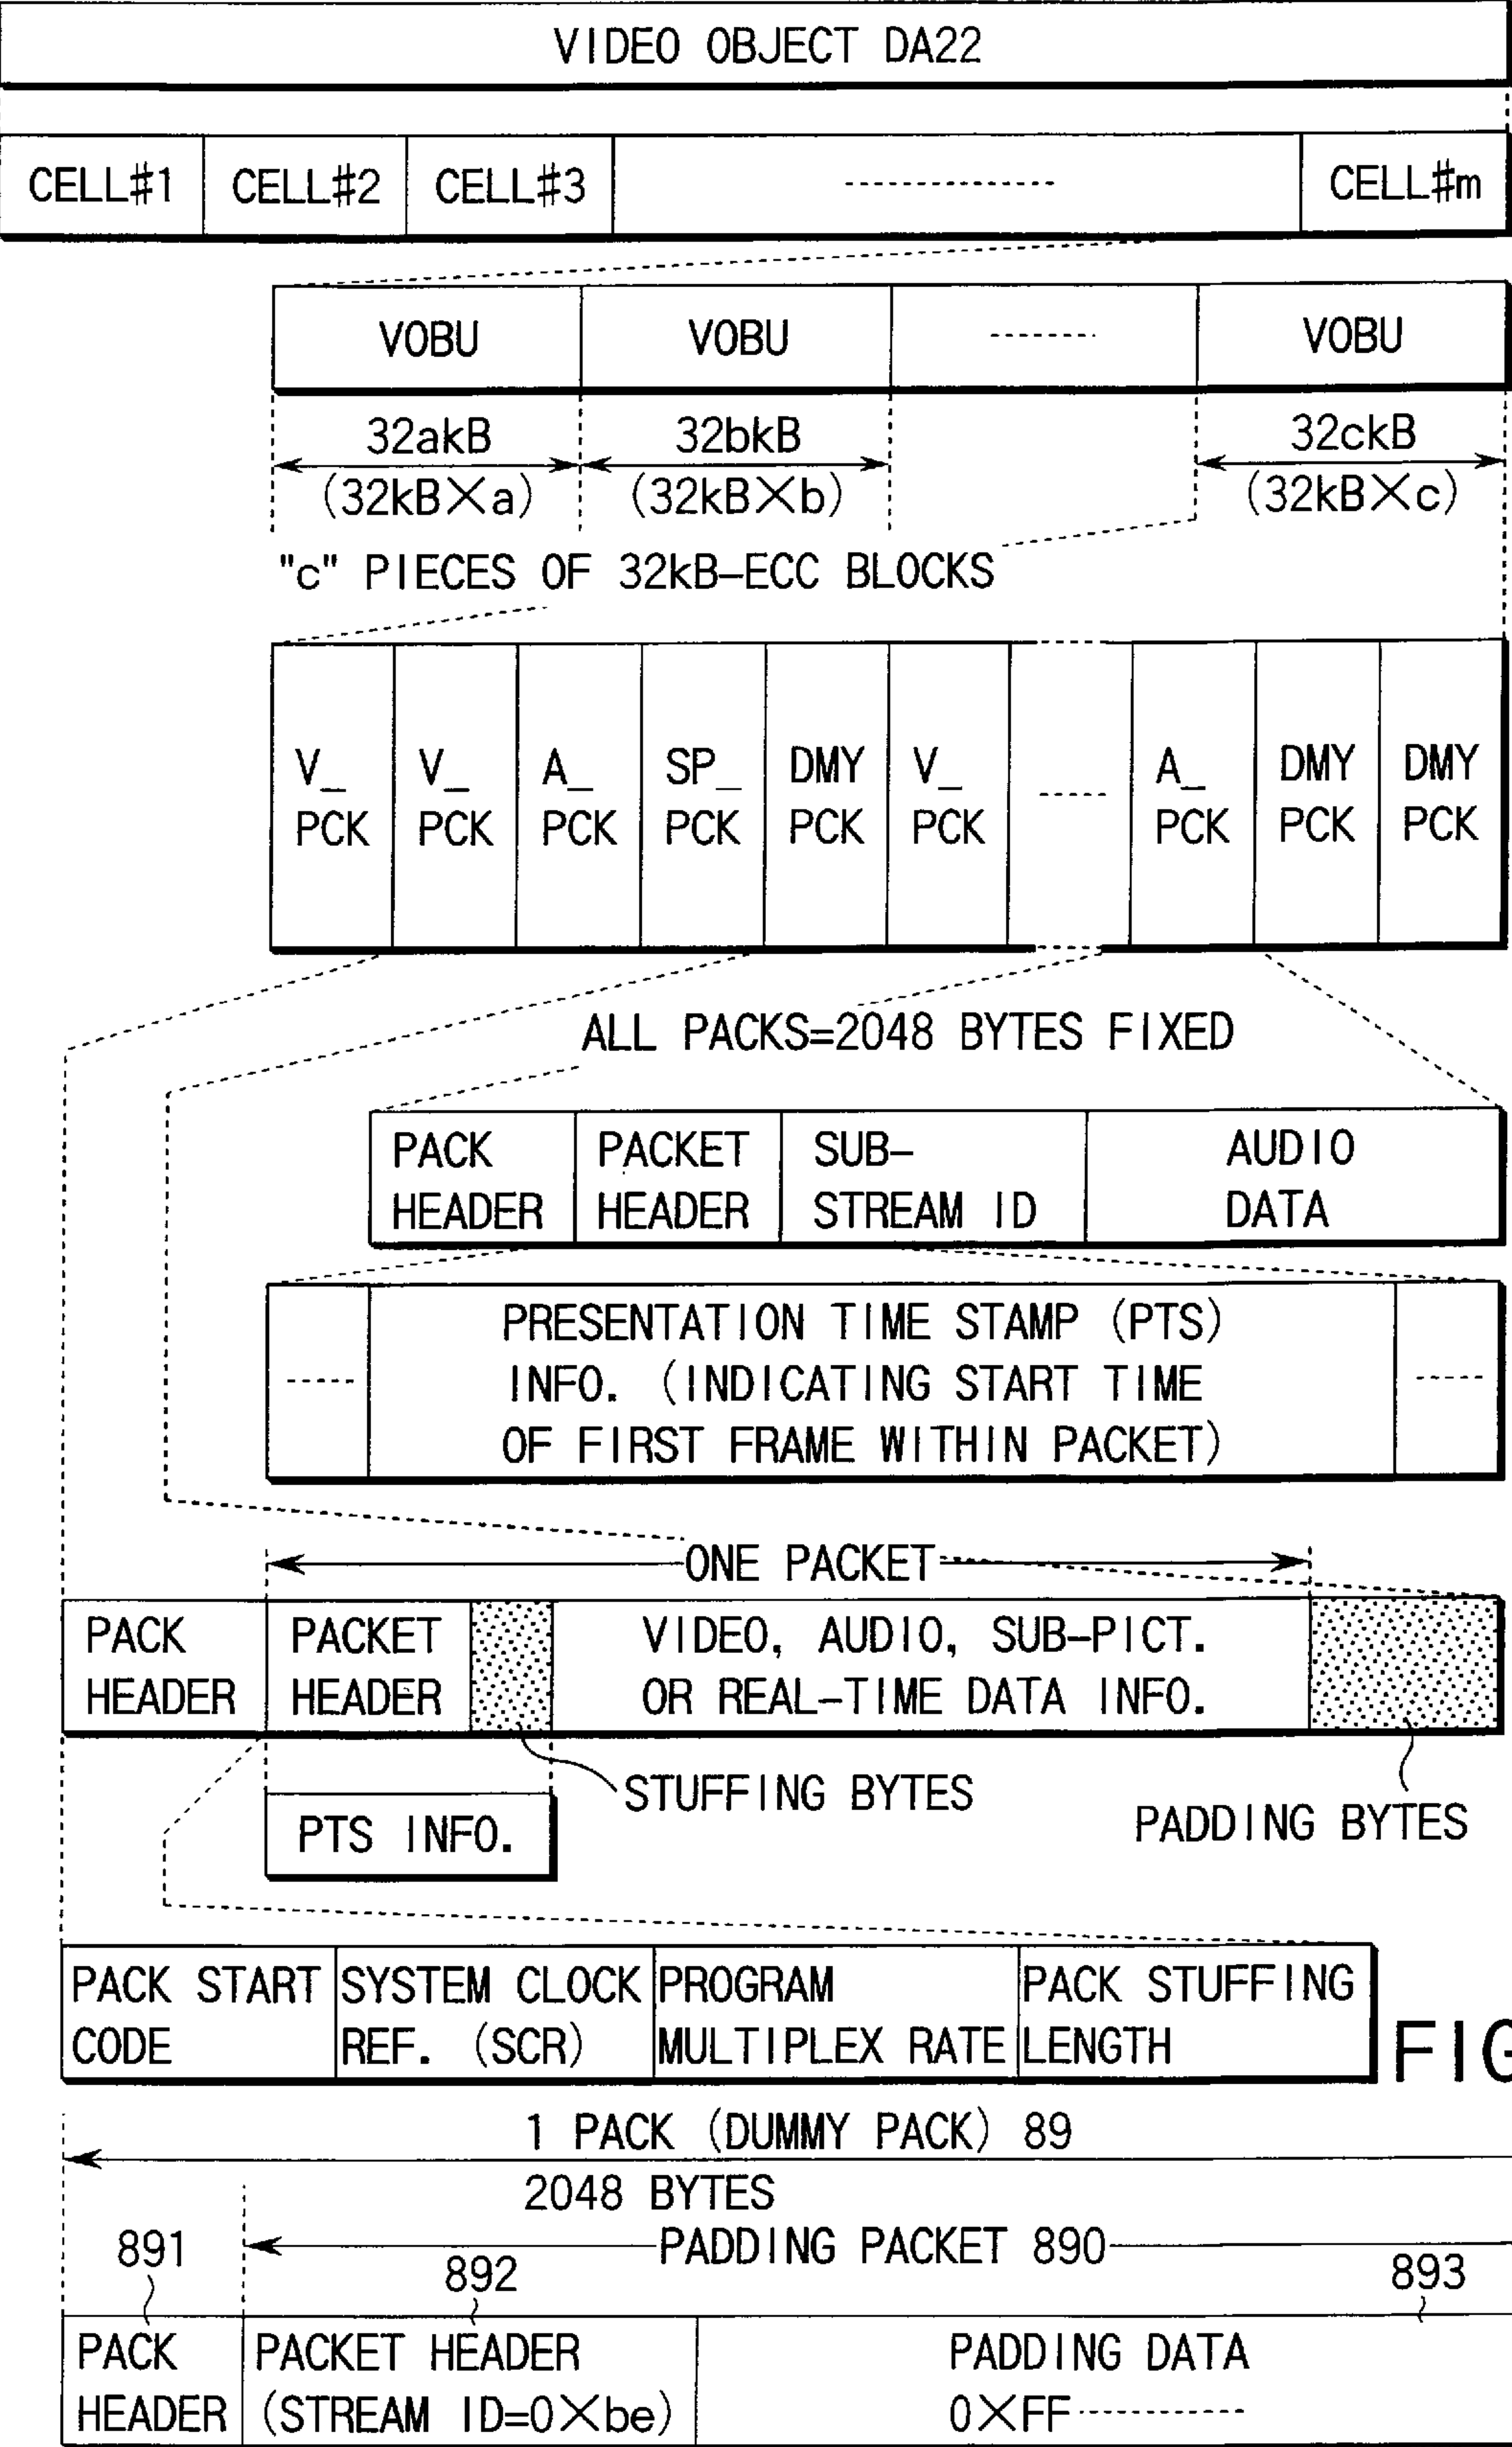 VIDEO OBJECT DA22
CELL#1 CELL#2 CELL#3 CELL#m
VOBU VOBU VOBU
32akB 32bkB 32ckB
(32kB×a) (32kB×b) (32kB×c)
"c" PIECES OF 32kB-ECC BLOCKS
V_ V_ A_ SP_ DMY V_ A_ DMY DMY
PCK PCK PCK PCK PCK PCK PCK PCK PCK
ALL PACKS=2048 BYTES FIXED
PACK PACKET SUB- AUDIO
HEADER HEADER STREAM ID DATA
PRESENTATION TIME STAMP (PTS)
INFO. (INDICATING START TIME
OF FIRST FRAME WITHIN PACKET)
ONE PACKET
PACK PACKET VIDEO, AUDIO, SUB-PICT.
HEADER HEADER OR REAL-TIME DATA INFO.
STUFFING BYTES
PADDING BYTES
PTS INFO.
PACK START SYSTEM CLOCK PROGRAM PACK STUFFING
CODE REF. (SCR) MULTIPLEX RATE LENGTH
FIG
1 PACK (DUMMY PACK) 89
2048 BYTES
891 PADDING PACKET 890
892 893
PACK PACKET HEADER PADDING DATA
HEADER (STREAM ID=0×be) 0×FF